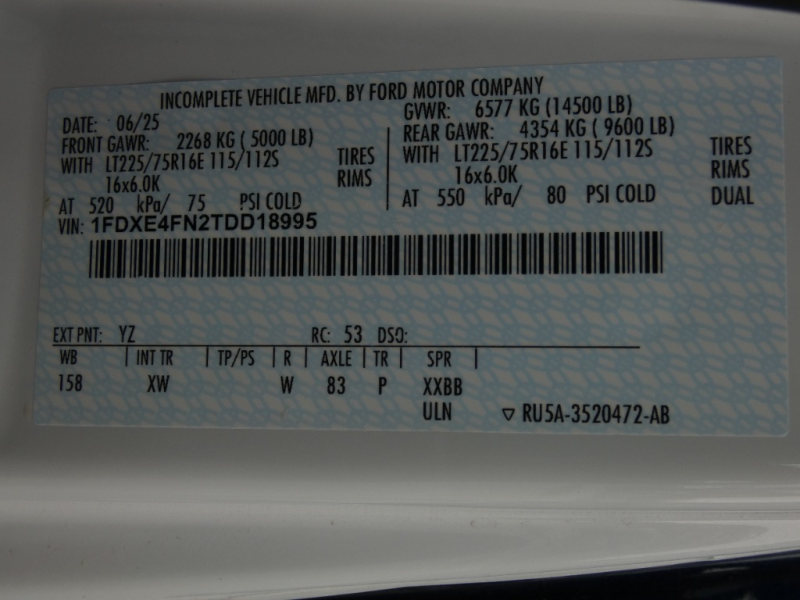 INCOMPLETE VEHICLE MFD. BY FORD MOTOR COMPANY
DATE: 06/25 GVWR: 6577 KG (14500 LB)
FRONT GAWR: 2268 KG ( 5000 LB) REAR GAWR: 4354 KG ( 9600 LB)
WITH LT225/75R16E 115/112S TIRES WITH LT225/75R16E 115/112S TIRES
16x6.0K RIMS 16x6.0K RIMS
AT 520 kPa/ 75 PSI COLD AT 550 kPa/ 80 PSI COLD DUAL
VIN: 1FDXE4FN2TDD18995
EXT PNT: YZ RC: 53 DSO:
WB | INT TR | TP/PS | R | AXLE | TR | SPR |
158 XW W 83 P XXBB
ULN ▽ RU5A-3520472-AB